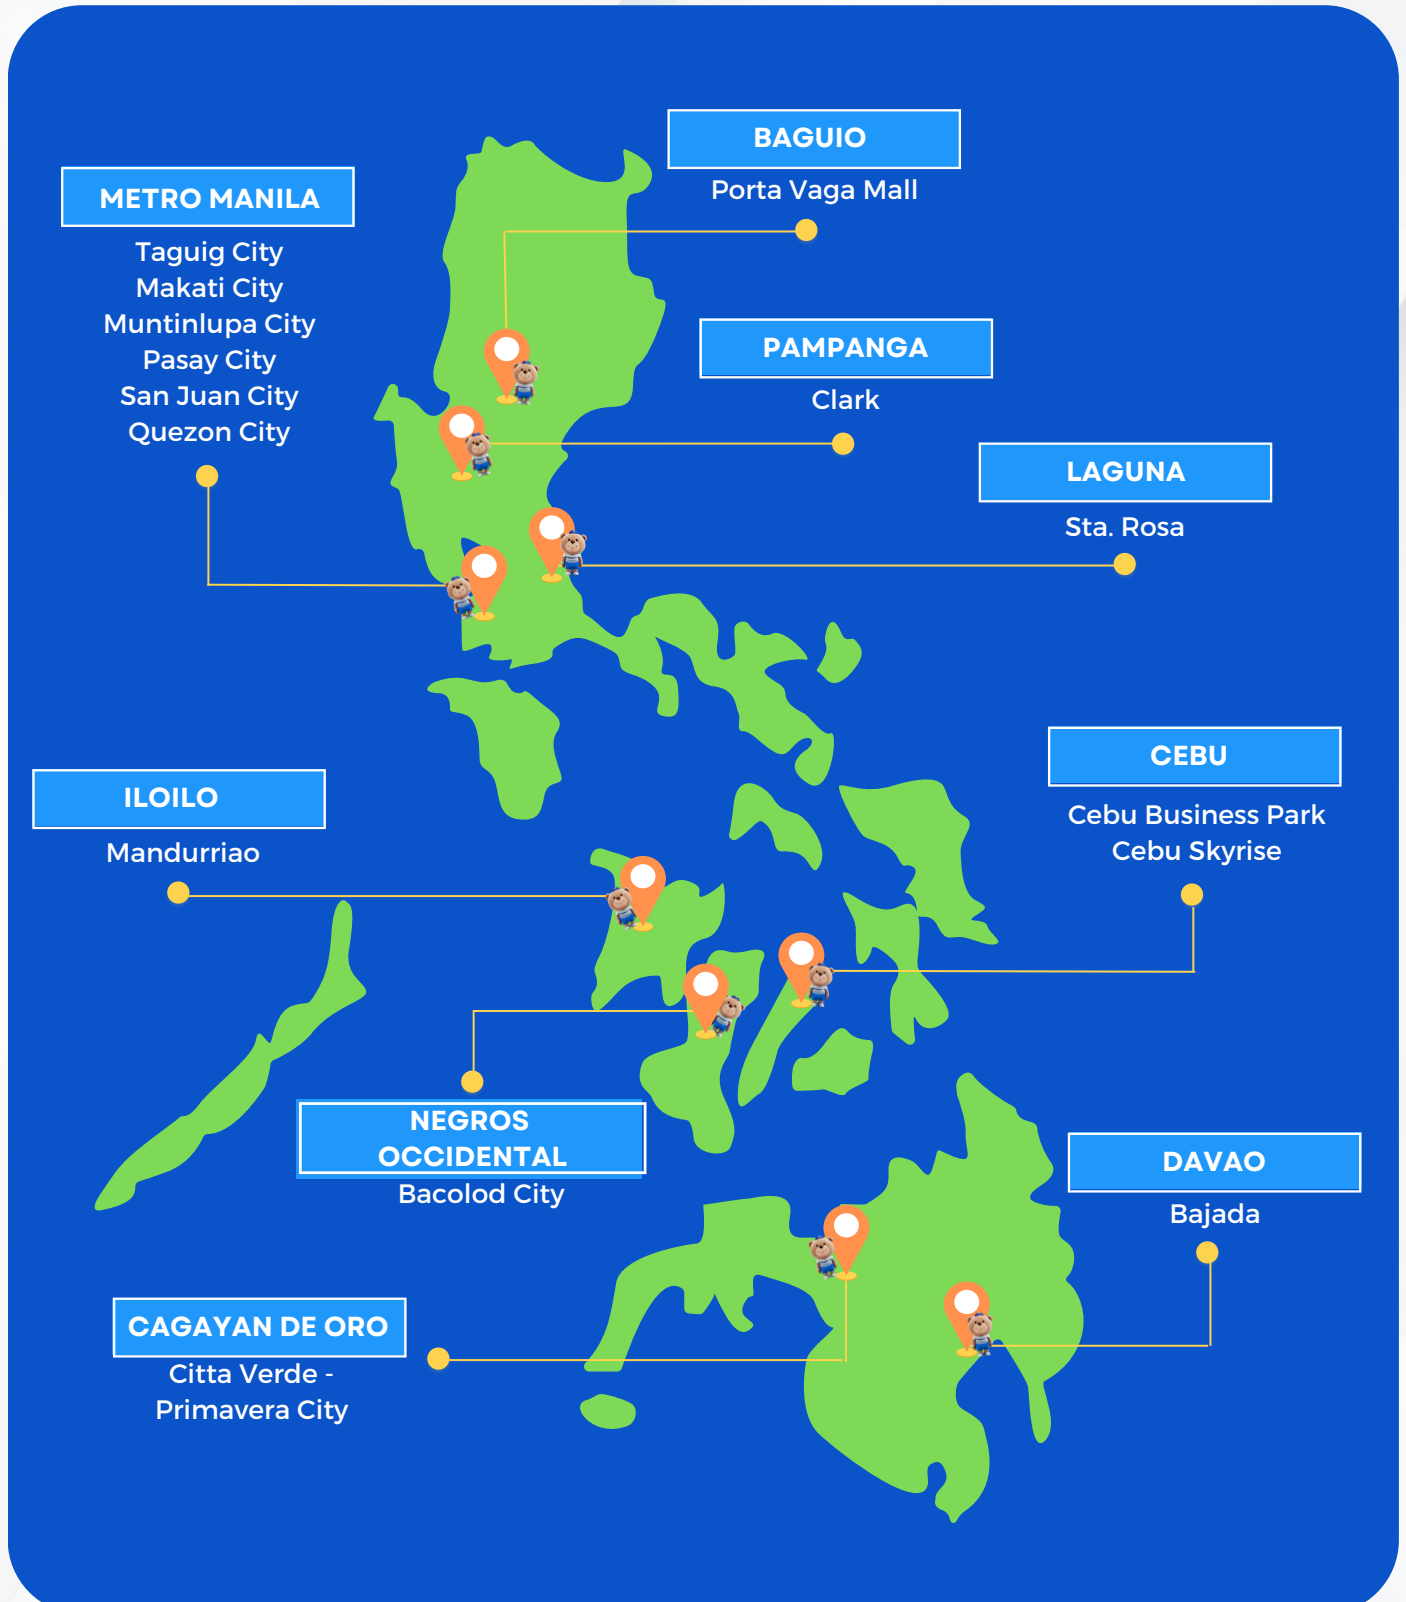 BAGUIO
Porta Vaga Mall
METRO MANILA
Taguig City
Makati City
Muntinlupa City
Pasay City
San Juan City
Quezon City
PAMPANGA
Clark
LAGUNA
Sta. Rosa
CEBU
Cebu Business Park
Cebu Skyrise
ILOILO
Mandurriao
NEGROS
OCCIDENTAL
Bacolod City
DAVAO
Bajada
CAGAYAN DE ORO
Citta Verde -
Primavera City